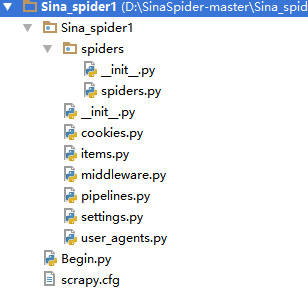 Sina_spider1 (D:\SinaSpider-master\Sina_spid
Sina_spider1
spiders
__init__.py
spiders.py
__init__.py
cookies.py
items.py
middleware.py
pipelines.py
settings.py
user_agents.py
Begin.py
scrapy.cfg